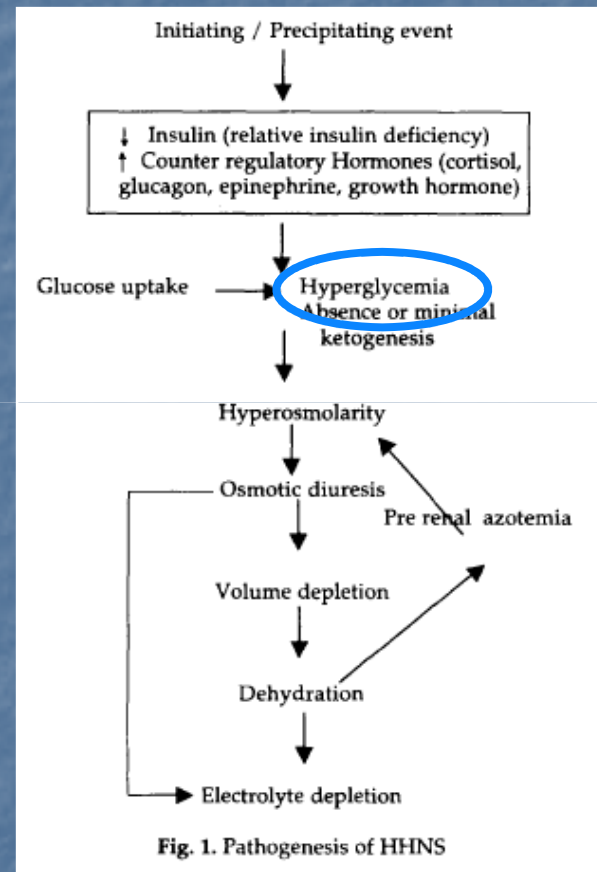 Initiating / Precipitating event
↓ Insulin (relative insulin deficiency)
↑ Counter regulatory Hormones (cortisol,
glucagon, epinephrine, growth hormone)
Glucose uptake
Hyperglycemia
Absence or minimal
ketogenesis
Hyperosmolarity
Osmotic diuresis
Pre renal azotemia
Volume depletion
Dehydration
Electrolyte depletion
Fig. 1. Pathogenesis of HHNS